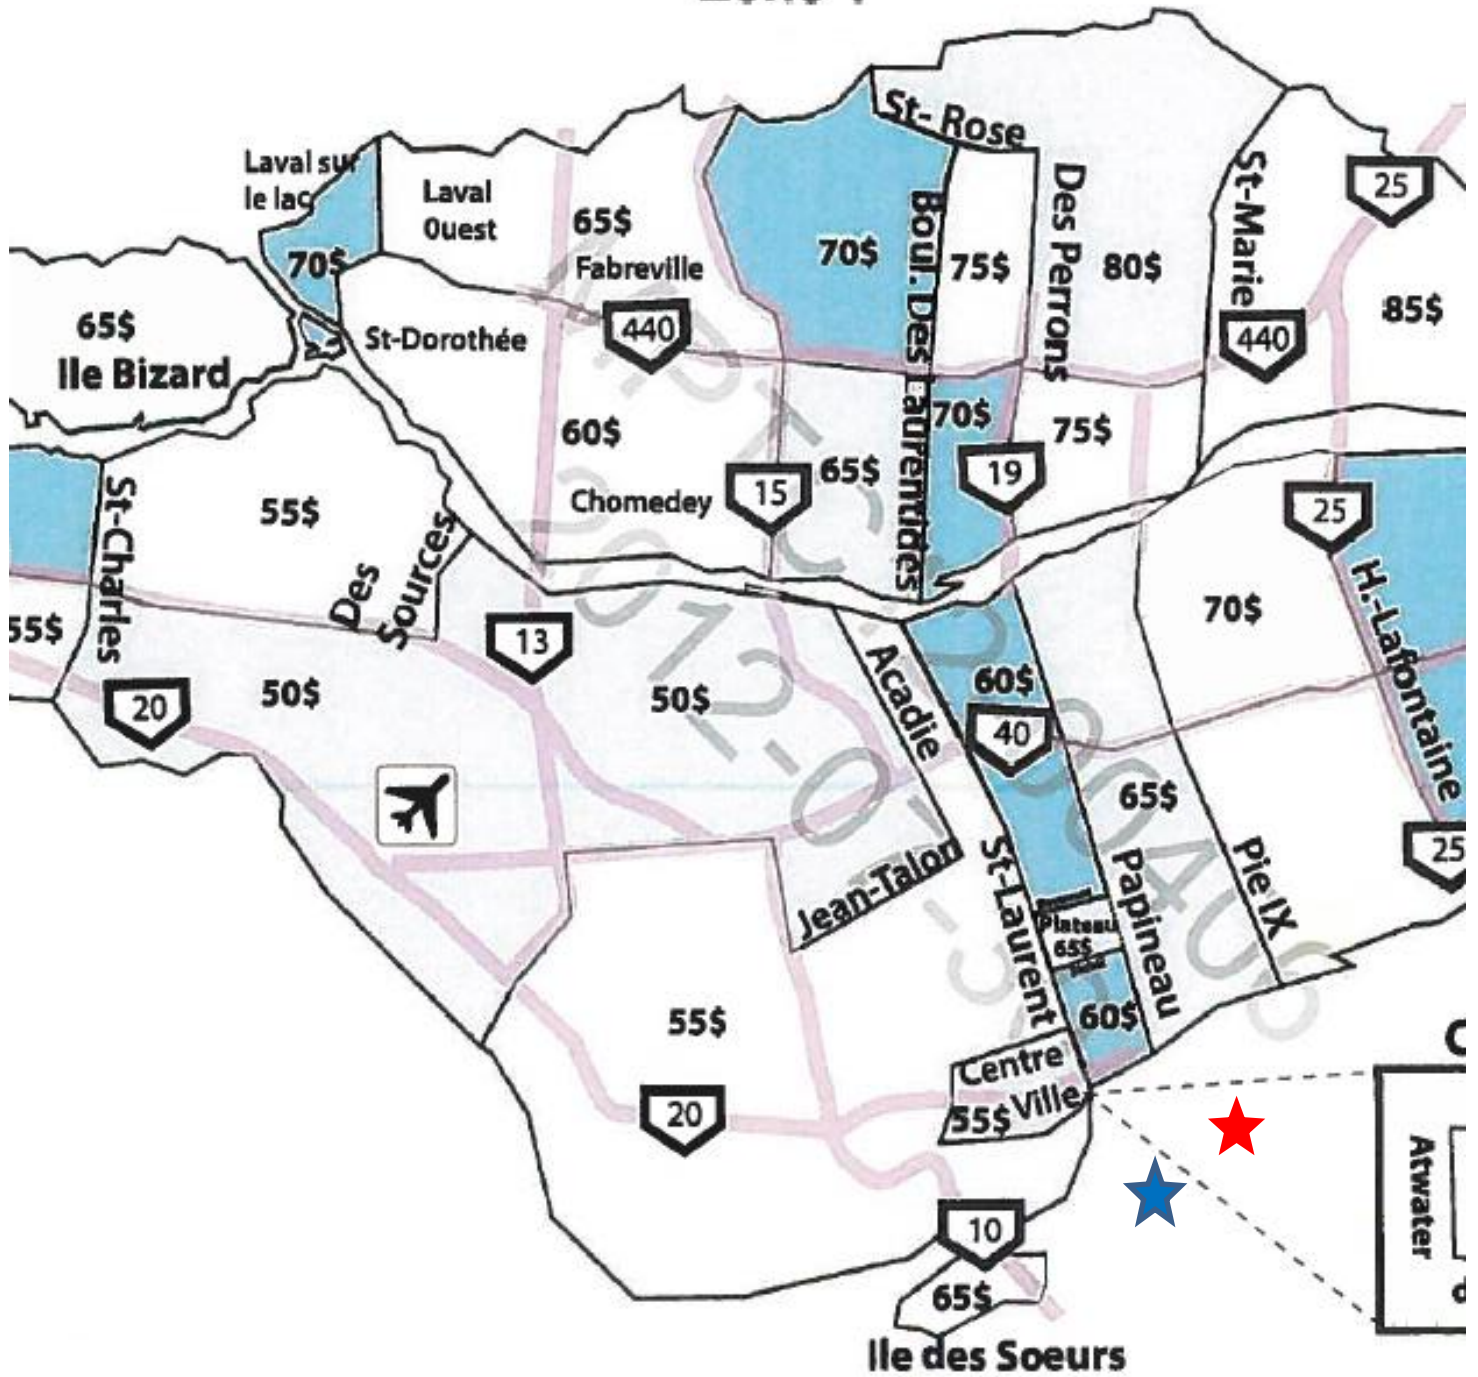 St- Rose
Laval sur
le lac
Laval
Ouest
65$
Fabreville
70$
70$
Boul. Des Laurentides
75$
Des Perrons
80$
St-Marie
25
85$
65$
Ile Bizard
St-Dorothée
440
440
60$
Chomedey
15
65$
70$
19
75$
25
St-Charles
55$
Des
Sources
55$
20
50$
13
50$
Acadie
60$
40
70$
H.-Lafontaine
65$
25
Jean-Talon
St-Laurent
Plateau
65$
Papineau
Pie IX
55$
60$
Centre
Ville
55$
20
10
65$
Ile des Soeurs
Atwater